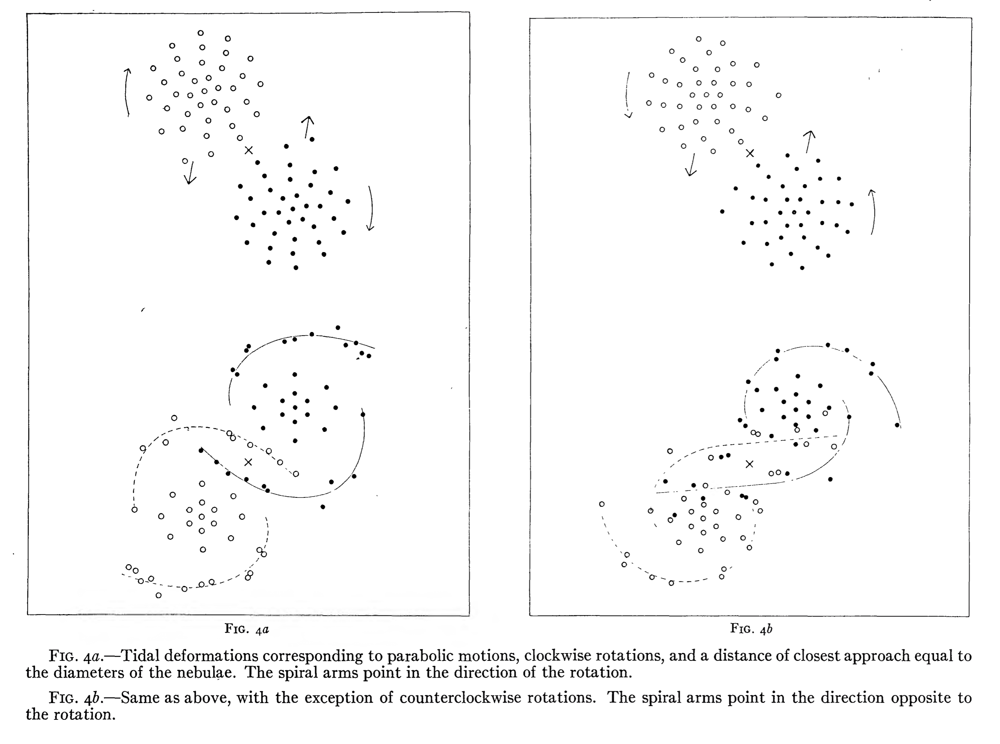 FIG. 4a
FIG. 4b
FIG. 4a.—Tidal deformations corresponding to parabolic motions, clockwise rotations, and a distance of closest approach equal to
the diameters of the nebulae. The spiral arms point in the direction of the rotation.
FIG. 4b.—Same as above, with the exception of counterclockwise rotations. The spiral arms point in the direction opposite to
the rotation.